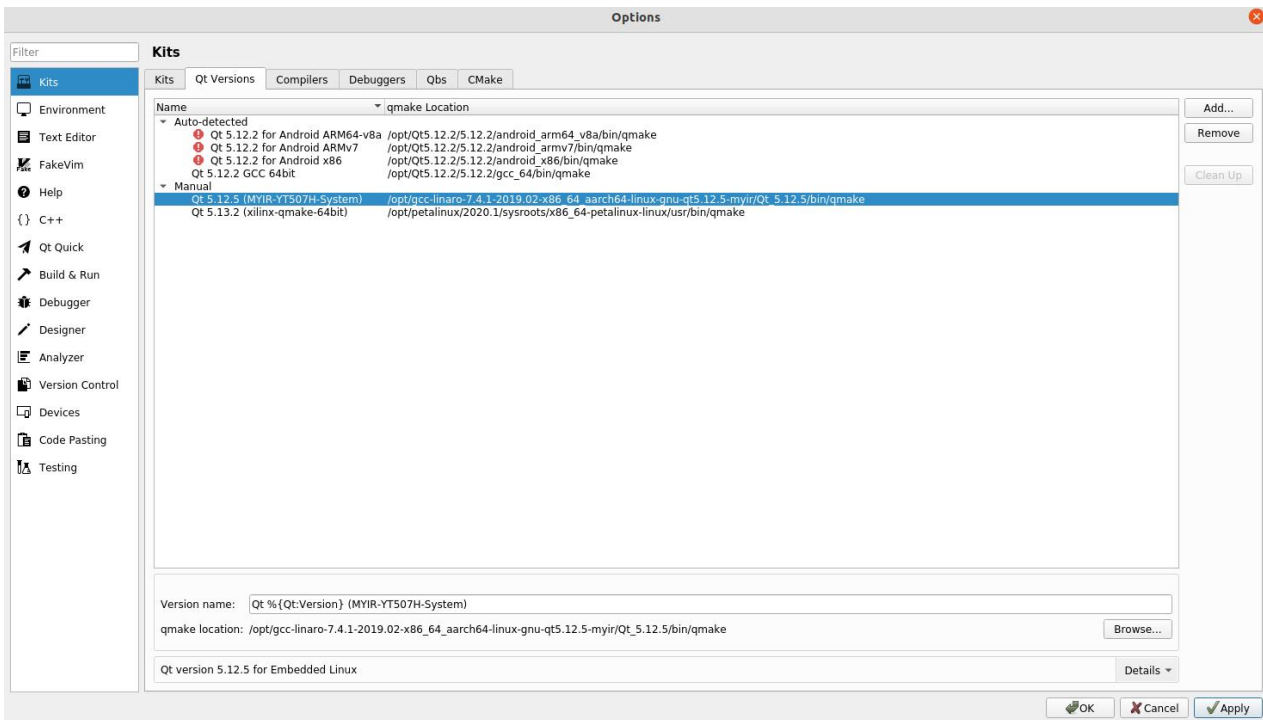 Options
Filter
Kits
Kits
Environment
Text Editor
FakeVim
Help
{} C++
Qt Quick
Build & Run
Debugger
Designer
Analyzer
Version Control
Devices
Code Pasting
Testing
Kits Qt Versions Compilers Debuggers Qbs CMake
Name qmake Location
Auto-detected
Qt 5.12.2 for Android ARM64-v8a /opt/Qt5.12.2/5.12.2/android_arm64_v8a/bin/qmake
Qt 5.12.2 for Android ARMv7 /opt/Qt5.12.2/5.12.2/android_armv7/bin/qmake
Qt 5.12.2 for Android x86 /opt/Qt5.12.2/5.12.2/android_x86/bin/qmake
Qt 5.12.2 GCC 64bit /opt/Qt5.12.2/5.12.2/gcc_64/bin/qmake
Manual
Qt 5.12.5 (MYIR-YT507H-System) /opt/gcc-linaro-7.4.1-2019.02-x86_64_aarch64-linux-gnu-qt5.12.5-myir/Qt_5.12.5/bin/qmake
Qt 5.13.2 (xilinx-qmake-64bit) /opt/petalinux/2020.1/sysroots/x86_64-petalinux-linux/usr/bin/qmake
Add...
Remove
Clean Up
Version name: Qt %{Qt:Version} (MYIR-YT507H-System)
qmake location: /opt/gcc-linaro-7.4.1-2019.02-x86_64_aarch64-linux-gnu-qt5.12.5-myir/Qt_5.12.5/bin/qmake Browse...
Qt version 5.12.5 for Embedded Linux Details
OK Cancel Apply